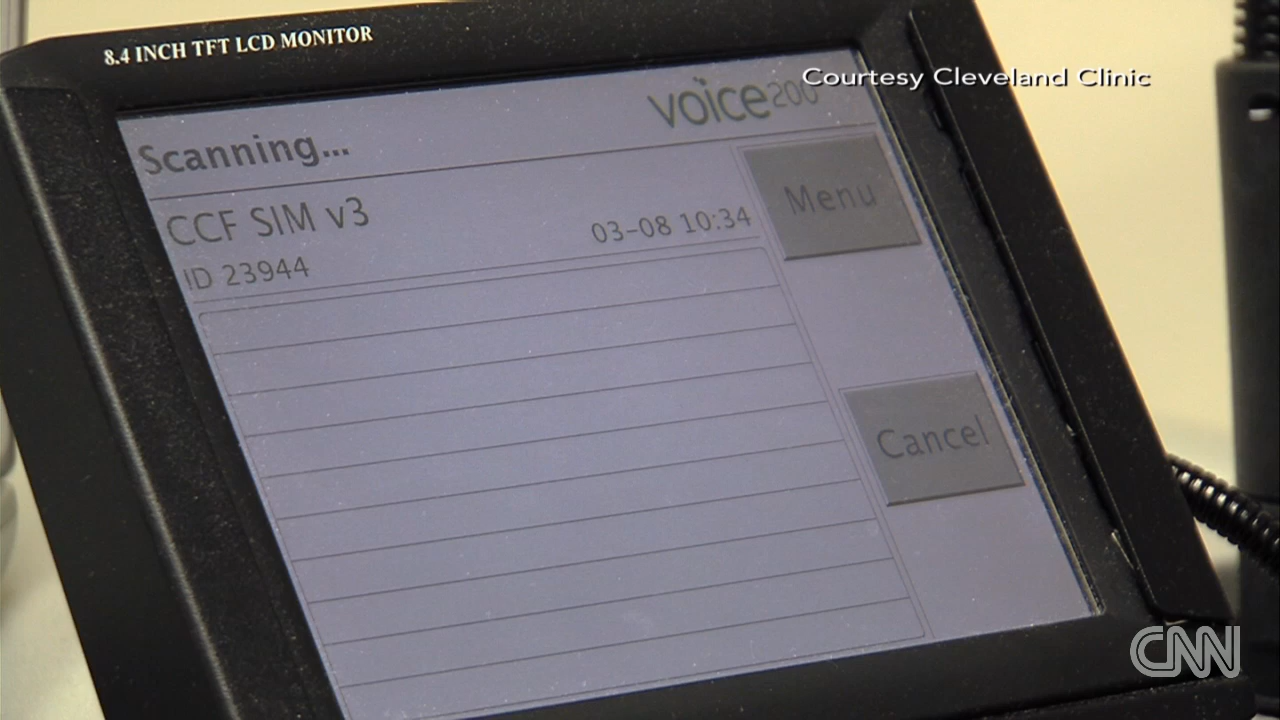 8.4 INCH TFT LCD MONITOR
Courtesy Cleveland Clinic
voice200
Scanning...
Menu
CCF SIM v3
03-08 10:34
ID 23944
Cancel
CNN